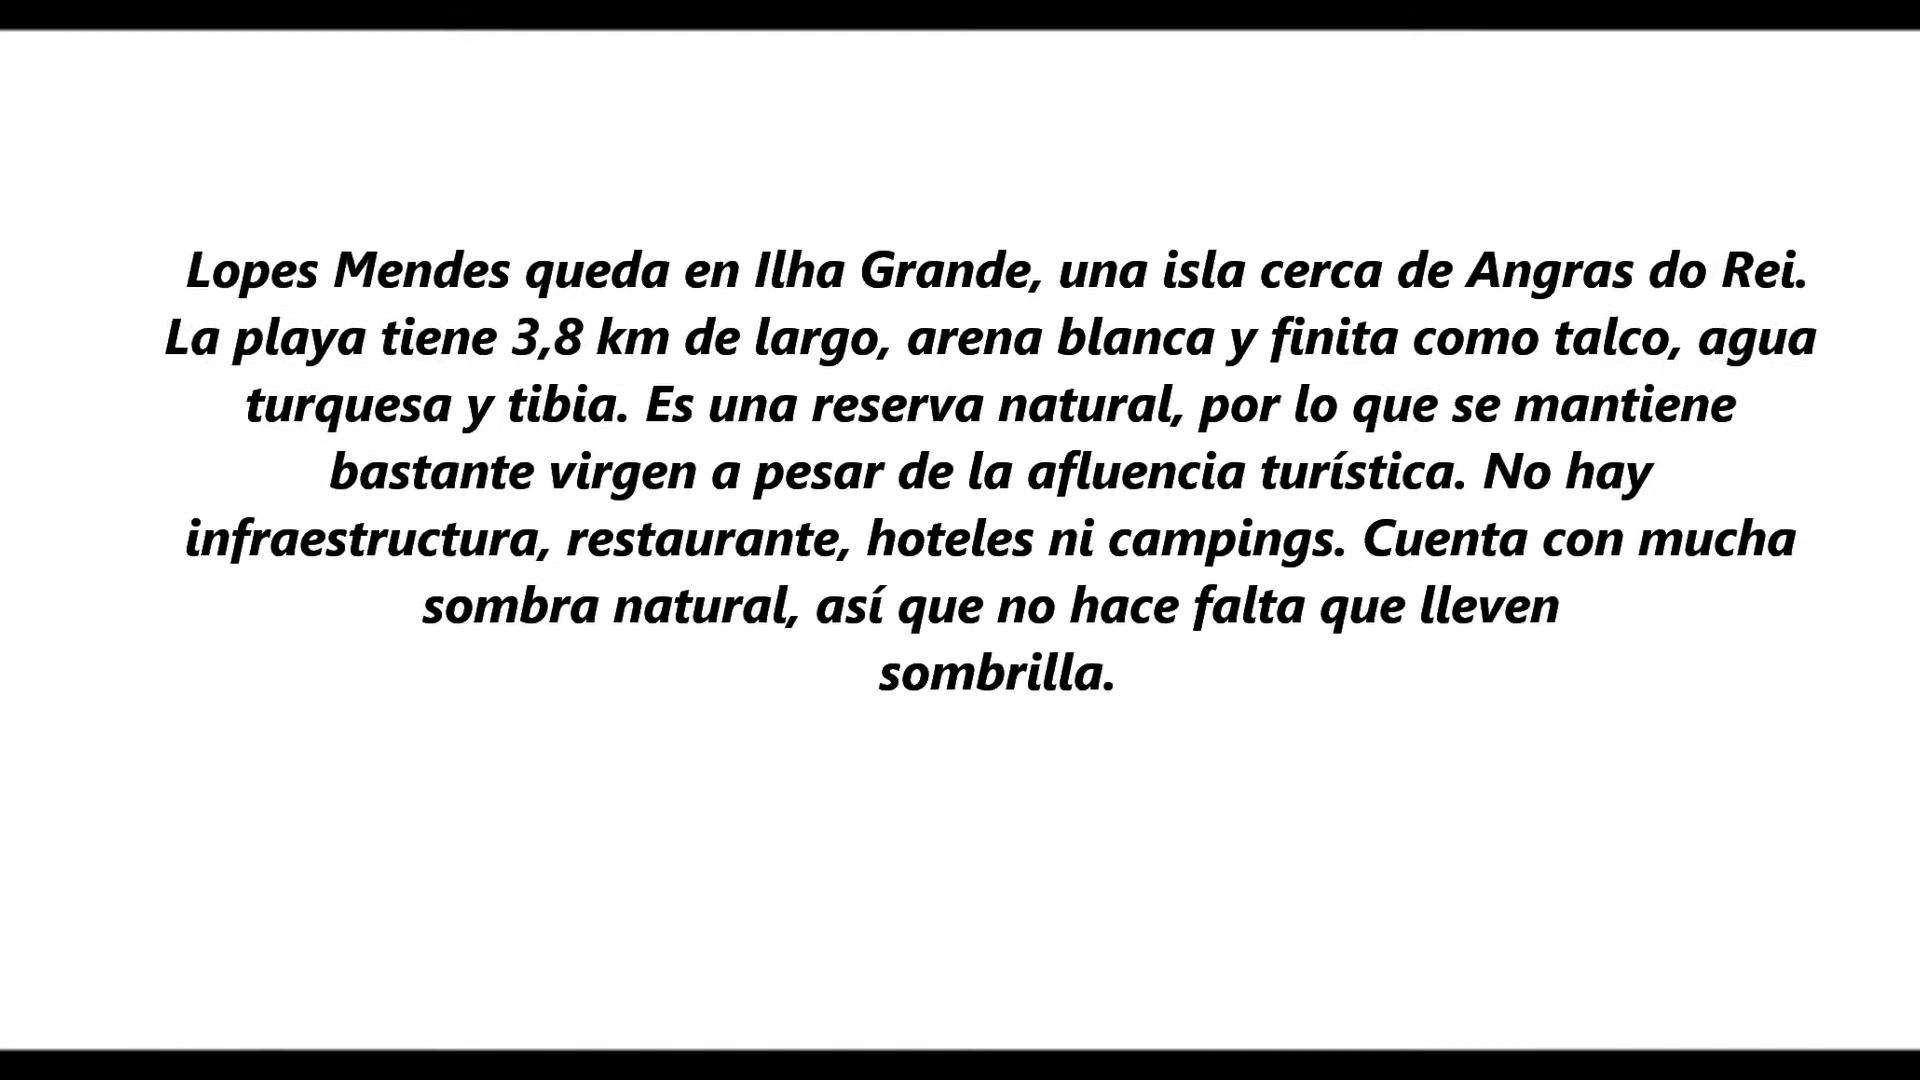 Lopes Mendes queda en Ilha Grande, una isla cerca de Angras do Rei.
La playa tiene 3,8 km de largo, arena blanca y finita como talco, agua
turquesa y tibia. Es una reserva natural, por lo que se mantiene
bastante virgen a pesar de la afluencia turística. No hay
infraestructura, restaurante, hoteles ni campings. Cuenta con mucha
sombra natural, así que no hace falta que lleven
sombrilla.